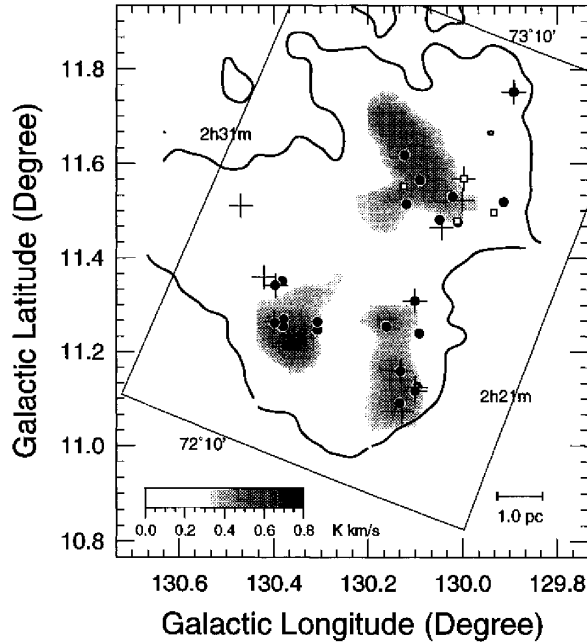 73°10'
11.8
2h31m
11.6
11.4
11.2
2h21m
11.0
72°10'
0.0 0.2 0.4 0.6 0.8 K km/s
1.0 pc
10.8
130.6 130.4 130.2 130.0 129.8
Galactic Longitude (Degree)
Galactic Latitude (Degree)